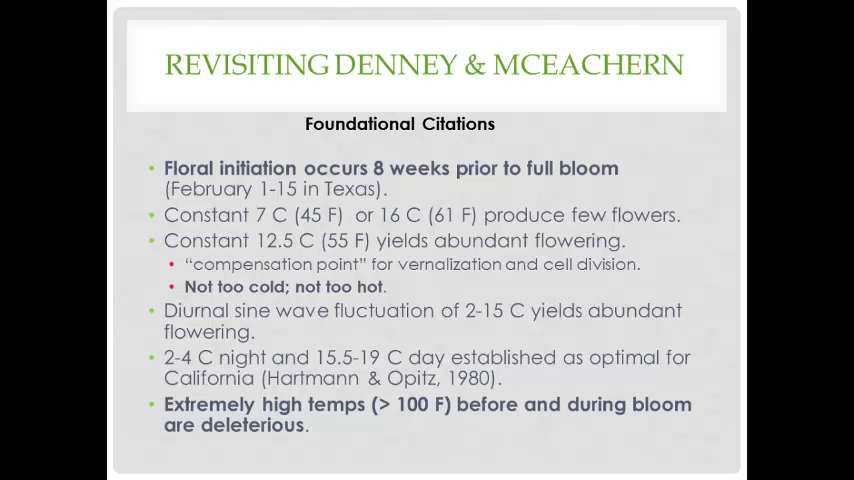 REVISITING DENNEY & MCEACHERN
Foundational Citations
• Floral initiation occurs 8 weeks prior to full bloom
(February 1-15 in Texas).
• Constant 7 C (45 F) or 16 C (61 F) produce few flowers.
• Constant 12.5 C (55 F) yields abundant flowering.
• “compensation point” for vernalization and cell division.
• Not too cold; not too hot.
• Diurnal sine wave fluctuation of 2-15 C yields abundant
flowering.
• 2-4 C night and 15.5-19 C day established as optimal for
California (Hartmann & Opitz, 1980).
• Extremely high temps (> 100 F) before and during bloom
are deleterious.